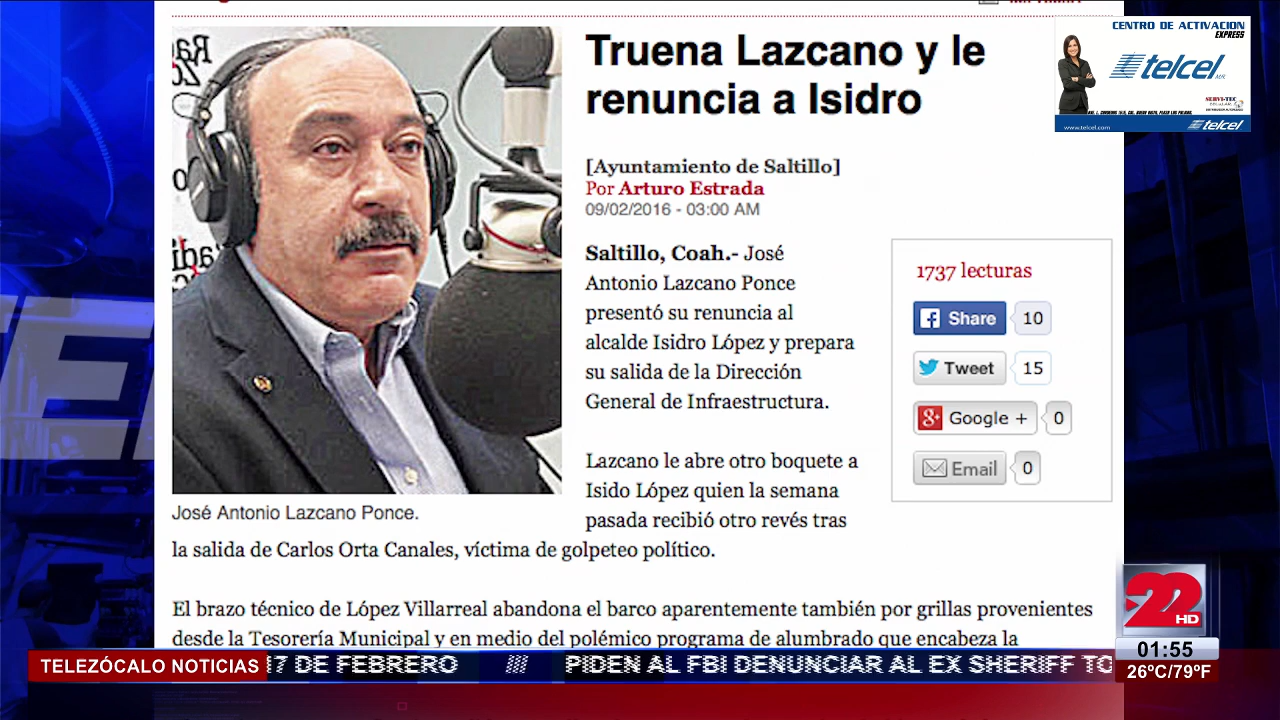 Truena Lazcano y le
renuncia a Isidro
[Ayuntamiento de Saltillo]
Por Arturo Estrada
09/02/2016 - 03:00 AM
Saltillo, Coah.- José
Antonio Lazcano Ponce
presentó su renuncia al
alcalde Isidro López y prepara
su salida de la Dirección
General de Infraestructura.
Lazcano le abre otro boquete a
Isido López quien la semana
pasada recibió otro revés tras
la salida de Carlos Orta Canales, víctima de golpeteo político.
El brazo técnico de López Villarreal abandona el barco aparentemente también por grillas provenientes
desde la Tesorería Municipal y en medio del polémico programa de alumbrado que encabeza la
José Antonio Lazcano Ponce.
1737 lecturas
Share 10
Tweet 15
Google + 0
Email 0
CENTRO DE ACTIVACION
EXPRESS
telcel
www.telcel.com
telcel
22
HD
01:55
26ºC/79ºF
TELEZÓCALO NOTICIAS
17 DE FEBRERO /// PIDEN AL FBI DENUNCIAR AL EX SHERIFF TO